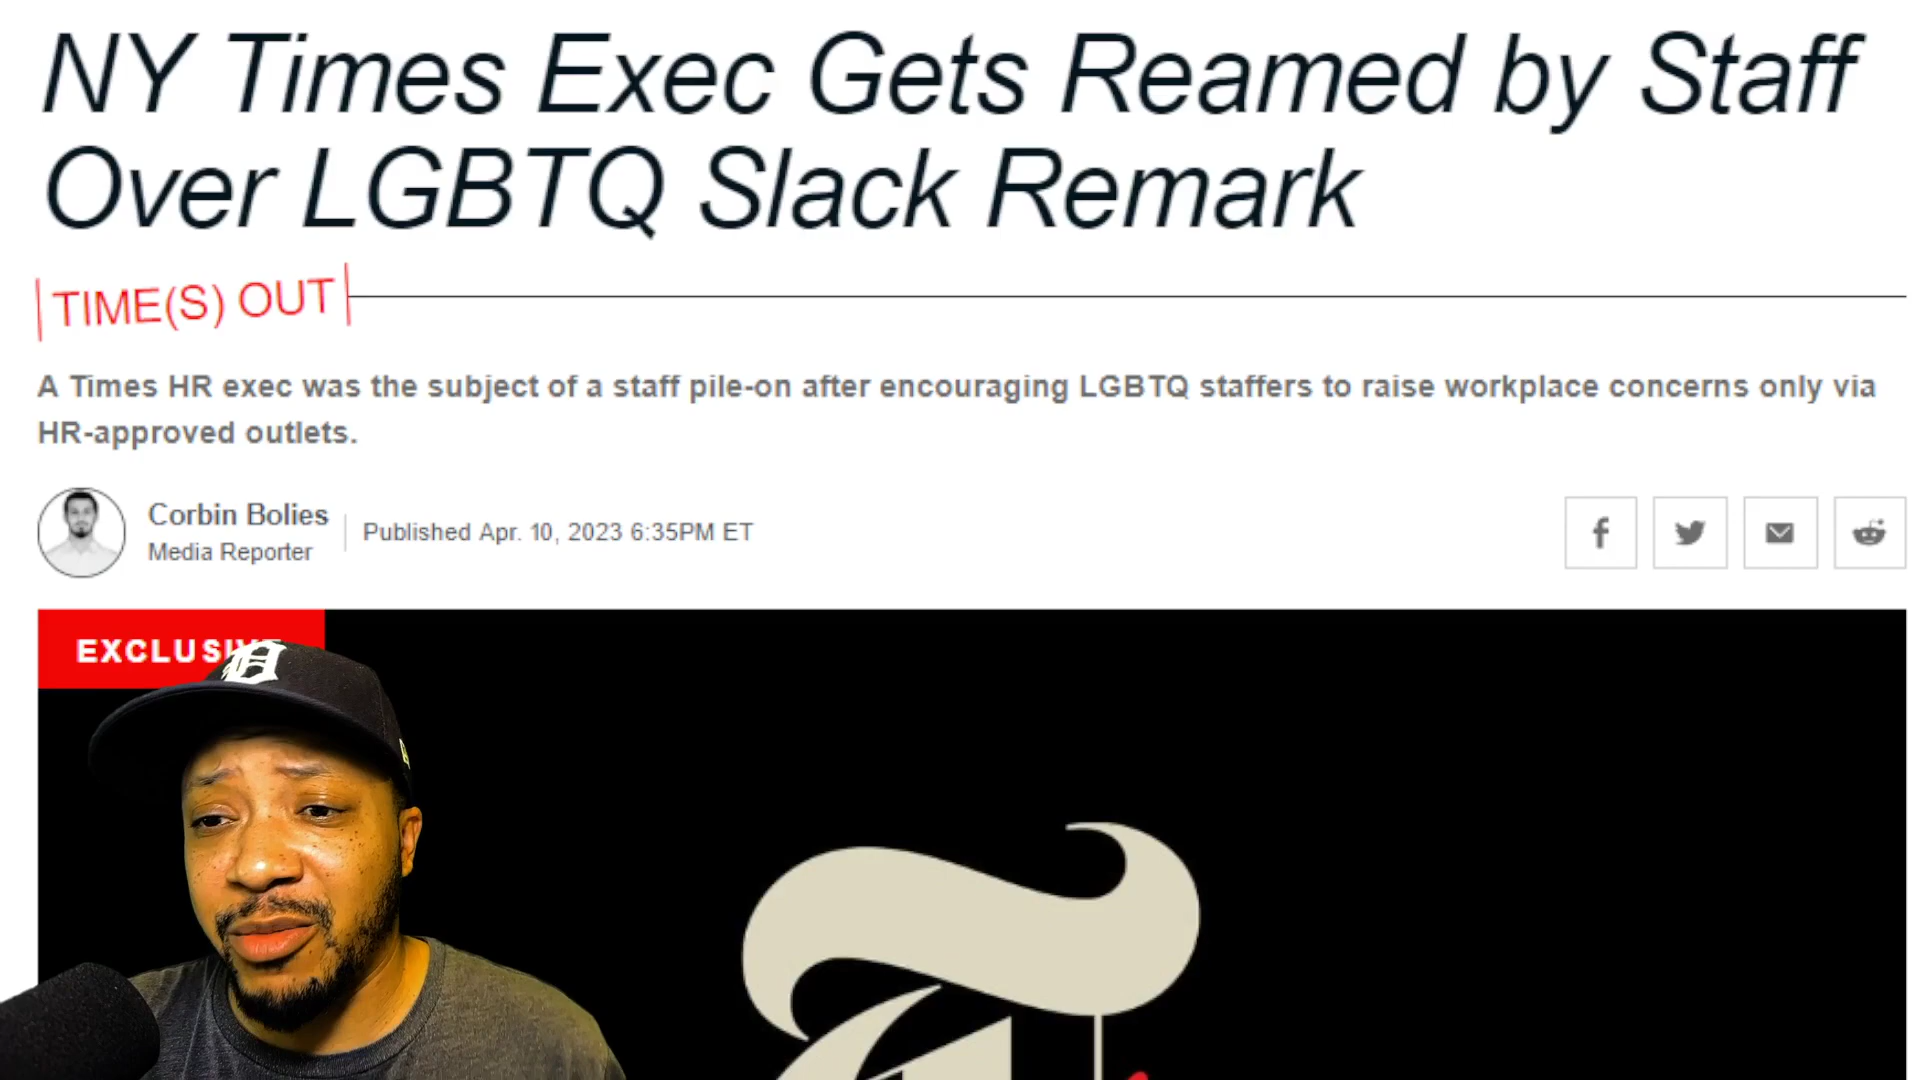 NY Times Exec Gets Reamed by Staff
Over LGBTQ Slack Remark
TIME(S) OUT
A Times HR exec was the subject of a staff pile-on after encouraging LGBTQ staffers to raise workplace concerns only via
HR-approved outlets.
Corbin Bolies
Media Reporter
Published Apr. 10, 2023 6:35PM ET
EXCLUSIVE